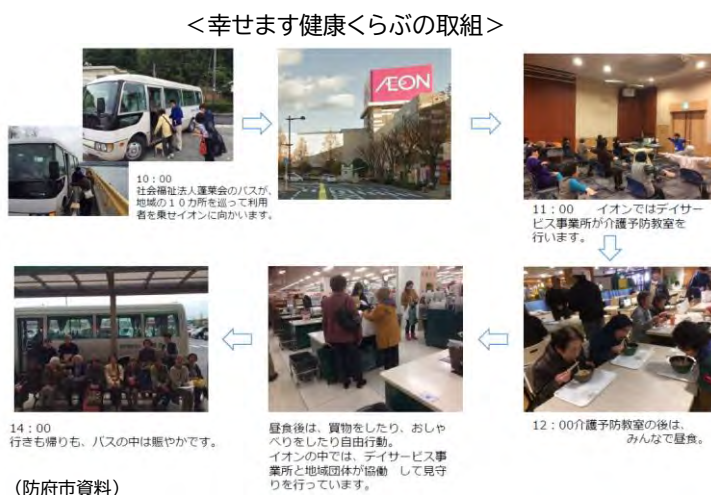 ＜幸せます健康くらぶの取組＞
ÆON
10：00
社会福祉法人蓬莱会のバスが、
地域の１０カ所を巡って利用
者を乗せイオンに向かいます。
11：00　イオンではデイサー
ビス事業所が介護予防教室を
行います。
12：00介護予防教室の後は、
みんなで昼食。
昼食後は、買物をしたり、おしゃ
べりをしたり自由行動。
イオンの中では、デイサービス事
業所と地域団体が協働　して見守
りを行っています。
14：00
行きも帰りも、バスの中は賑やかです。
（防府市資料）